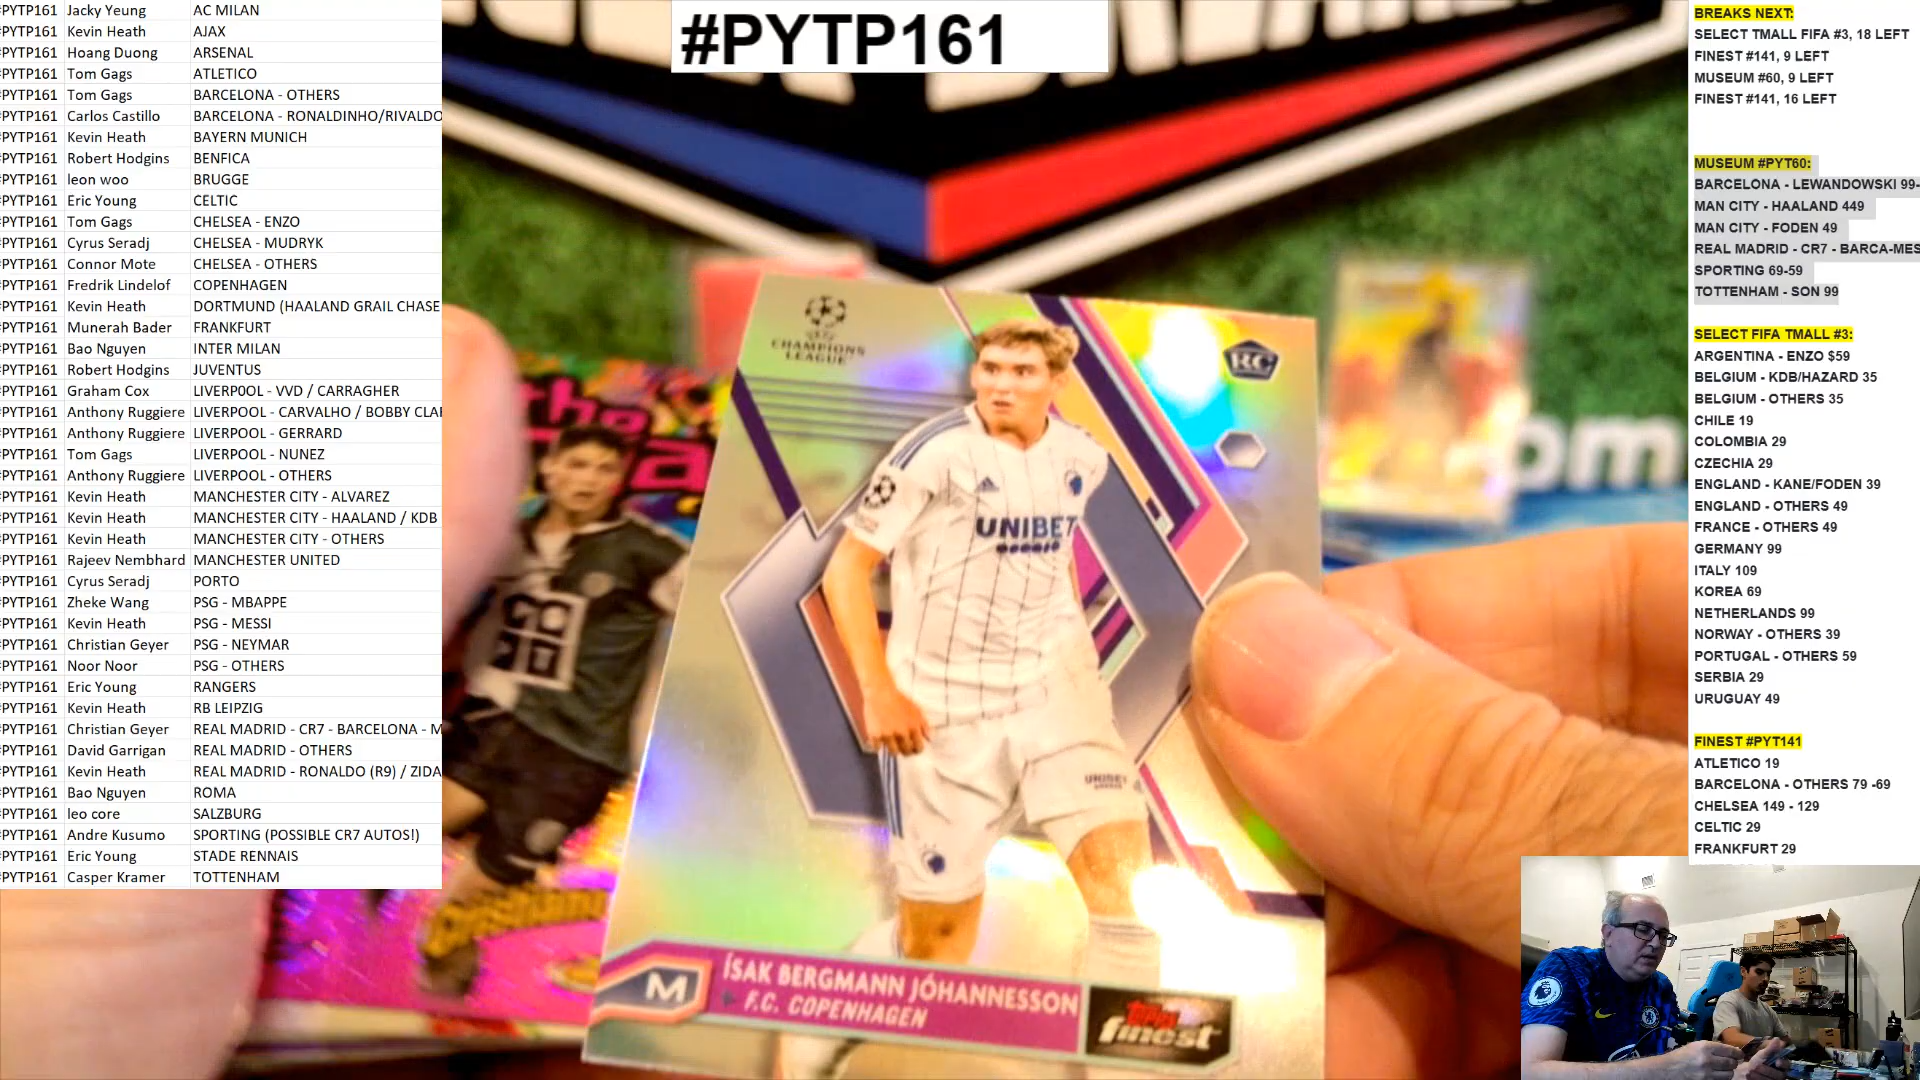 #PYTP161
#PYTP161 Jacky Yeung AC MILAN
#PYTP161 Kevin Heath AJAX
#PYTP161 Hoang Duong ARSENAL
#PYTP161 Tom Gags ATLETICO
#PYTP161 Tom Gags BARCELONA - OTHERS
#PYTP161 Carlos Castillo BARCELONA - RONALDINHO/RIVALDO
#PYTP161 Kevin Heath BAYERN MUNICH
#PYTP161 Robert Hodgins BENFICA
#PYTP161 leon woo BRUGGE
#PYTP161 Eric Young CELTIC
#PYTP161 Tom Gags CHELSEA - ENZO
#PYTP161 Cyrus Seradj CHELSEA - MUDRYK
#PYTP161 Connor Mote CHELSEA - OTHERS
#PYTP161 Fredrik Lindelof COPENHAGEN
#PYTP161 Kevin Heath DORTMUND (HAALAND GRAIL CHASE
#PYTP161 Munerah Bader FRANKFURT
#PYTP161 Bao Nguyen INTER MILAN
#PYTP161 Robert Hodgins JUVENTUS
#PYTP161 Graham Cox LIVERP0OL - VVD / CARRAGHER
#PYTP161 Anthony Ruggiere LIVERPOOL - CARVALHO / BOBBY CLA
#PYTP161 Anthony Ruggiere LIVERPOOL - GERRARD
#PYTP161 Tom Gags LIVERPOOL - NUNEZ
#PYTP161 Anthony Ruggiere LIVERPOOL - OTHERS
#PYTP161 Kevin Heath MANCHESTER CITY - ALVAREZ
#PYTP161 Kevin Heath MANCHESTER CITY - HAALAND / KDB
#PYTP161 Kevin Heath MANCHESTER CITY - OTHERS
#PYTP161 Rajeev Nembhard MANCHESTER UNITED
#PYTP161 Cyrus Seradj PORTO
#PYTP161 Zheke Wang PSG - MBAPPE
#PYTP161 Kevin Heath PSG - MESSI
#PYTP161 Christian Geyer PSG - NEYMAR
#PYTP161 Noor Noor PSG - OTHERS
#PYTP161 Eric Young RANGERS
#PYTP161 Kevin Heath RB LEIPZIG
#PYTP161 Christian Geyer REAL MADRID - CR7 - BARCELONA - M
#PYTP161 David Garrigan REAL MADRID - OTHERS
#PYTP161 Kevin Heath REAL MADRID - RONALDO (R9) / ZIDA
#PYTP161 Bao Nguyen ROMA
#PYTP161 leo core SALZBURG
#PYTP161 Andre Kusumo SPORTING (POSSIBLE CR7 AUTOS!)
#PYTP161 Eric Young STADE RENNAIS
#PYTP161 Casper Kramer TOTTENHAM
CHAMPIONS
LEAGUE
RC
UNIBET
M
ÍSAK BERGMANN JÓHANNESSON
F.C. COPENHAGEN
TOPPS
finest
om
BREAKS NEXT:
SELECT TMALL FIFA #3, 18 LEFT
FINEST #141, 9 LEFT
MUSEUM #60, 9 LEFT
FINEST #141, 16 LEFT
MUSEUM #PYT60:
BARCELONA - LEWANDOWSKI 99-
MAN CITY - HAALAND 449
MAN CITY - FODEN 49
REAL MADRID - CR7 - BARCA-MES
SPORTING 69-59
TOTTENHAM - SON 99
SELECT FIFA TMALL #3:
ARGENTINA - ENZO $59
BELGIUM - KDB/HAZARD 35
BELGIUM - OTHERS 35
CHILE 19
COLOMBIA 29
CZECHIA 29
ENGLAND - KANE/FODEN 39
ENGLAND - OTHERS 49
FRANCE - OTHERS 49
GERMANY 99
ITALY 109
KOREA 69
NETHERLANDS 99
NORWAY - OTHERS 39
PORTUGAL - OTHERS 59
SERBIA 29
URUGUAY 49
FINEST #PYT141
ATLETICO 19
BARCELONA - OTHERS 79 -69
CHELSEA 149 - 129
CELTIC 29
FRANKFURT 29